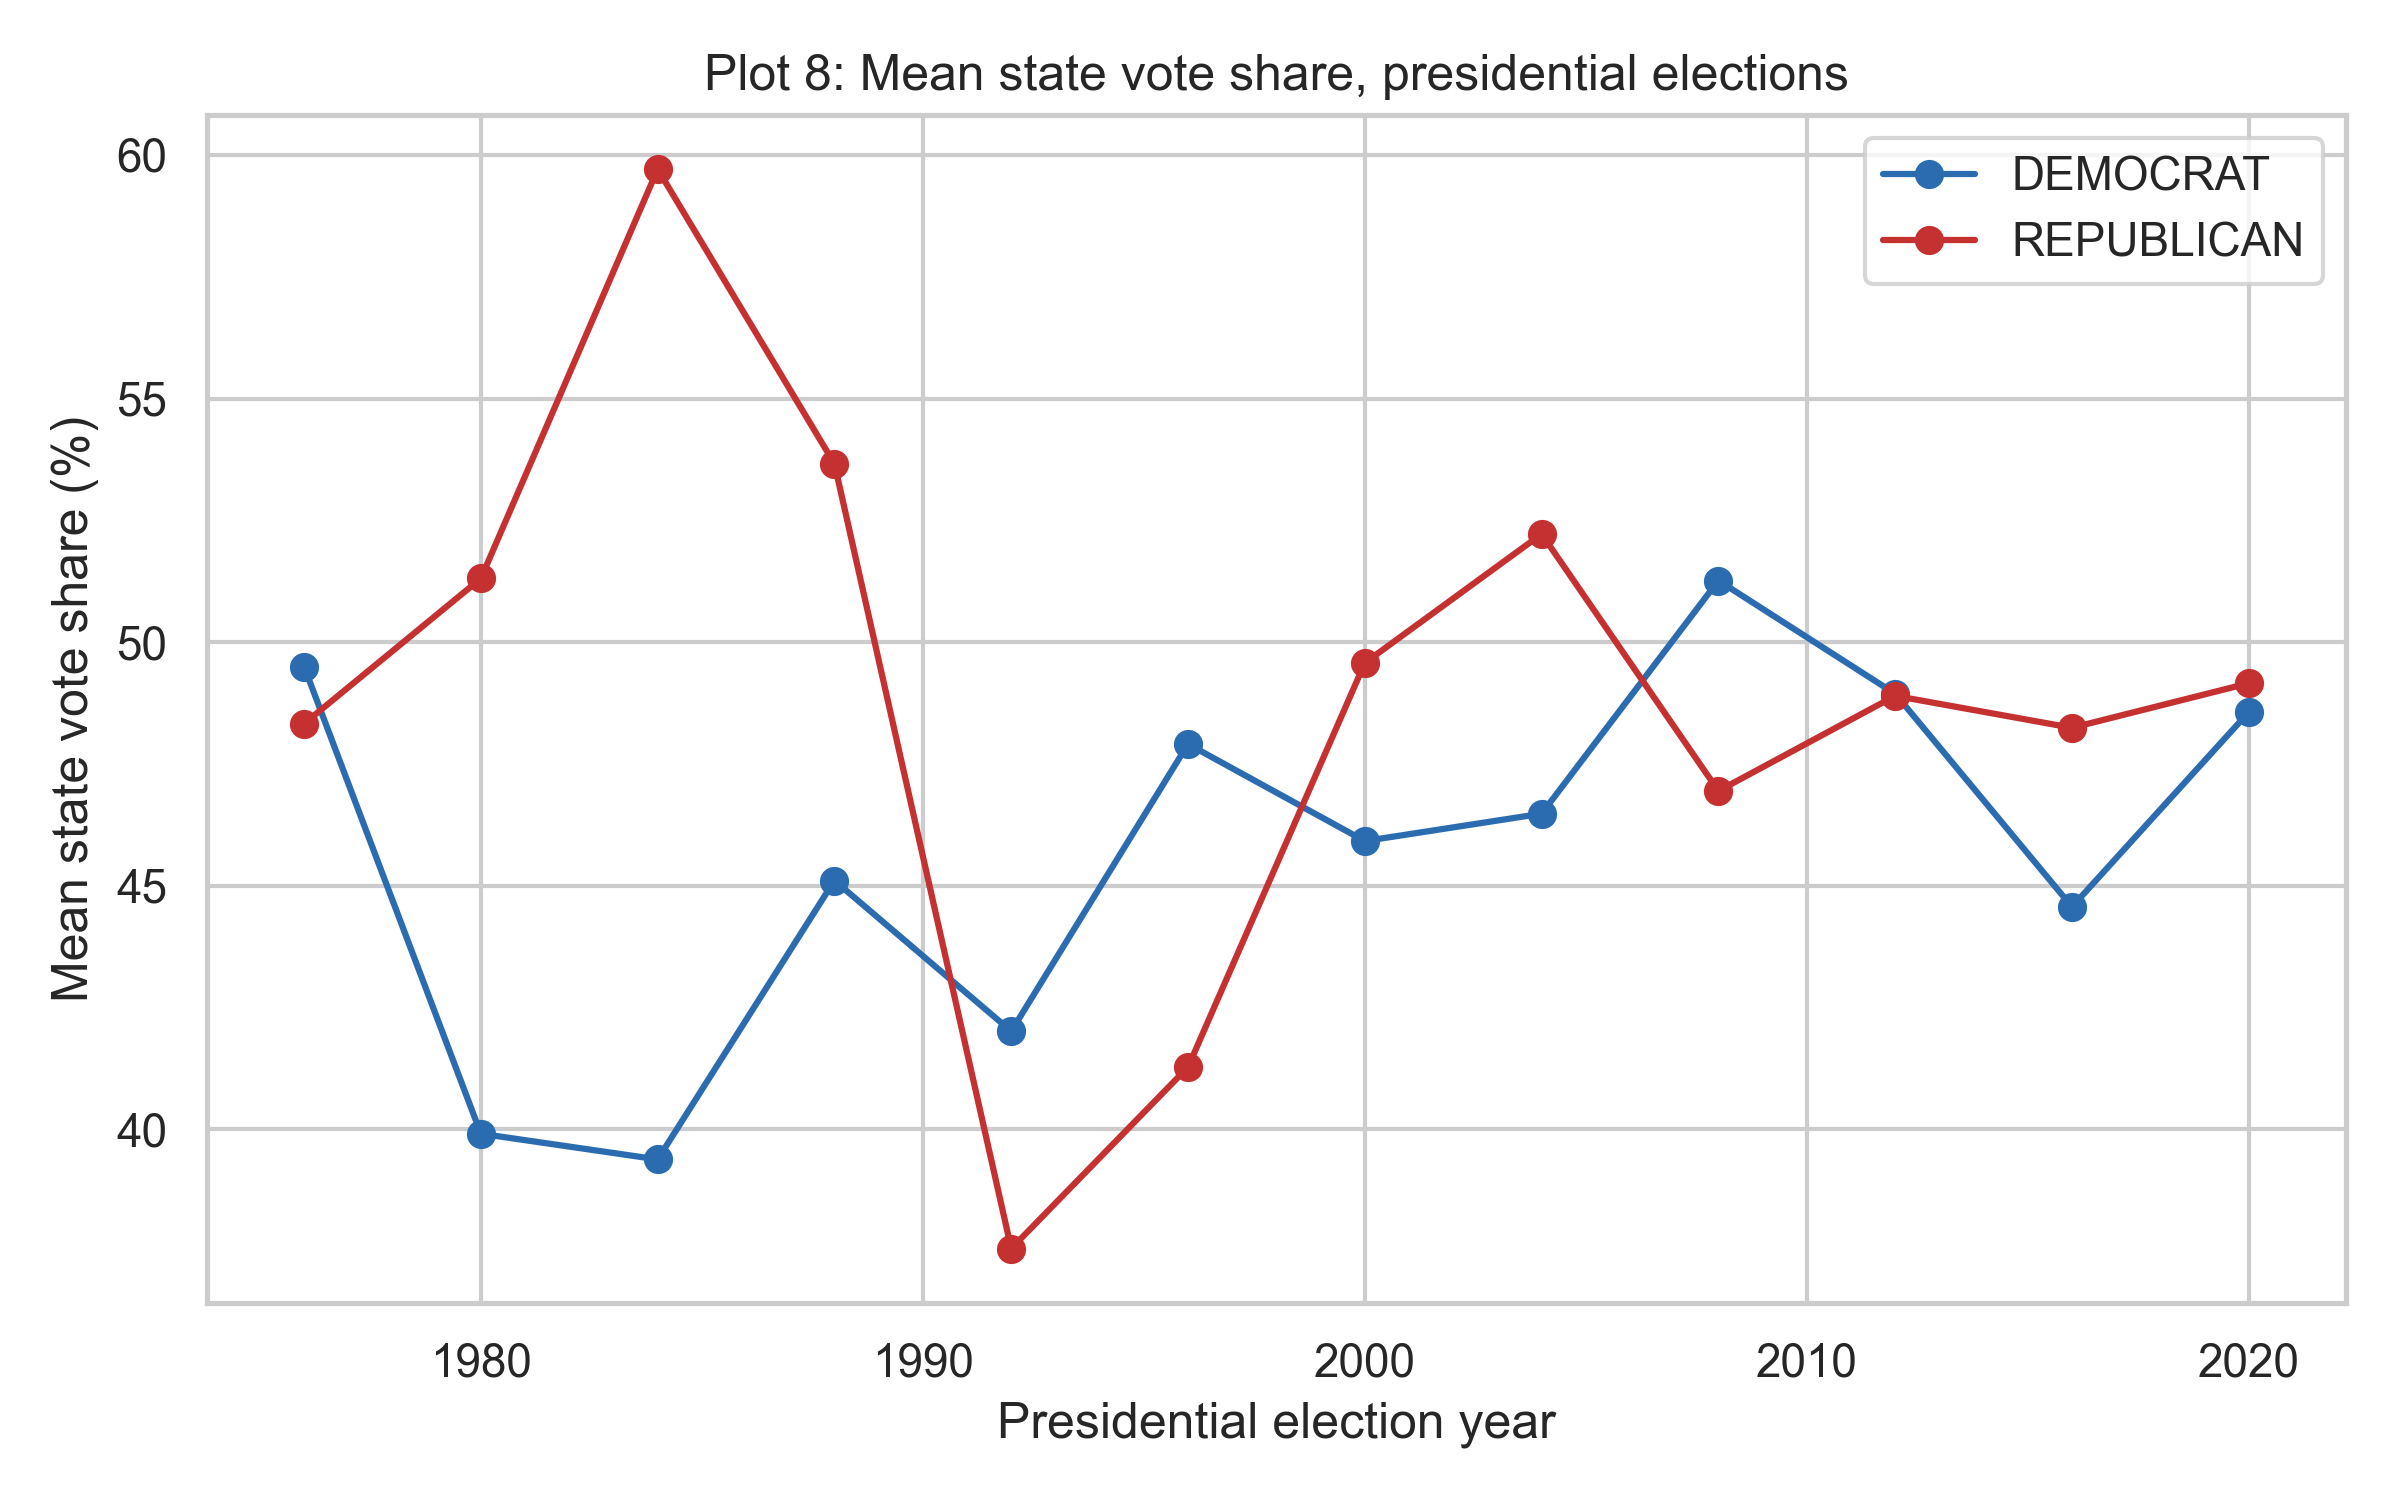 Plot 8: Mean state vote share, presidential elections
DEMOCRAT
REPUBLICAN
Mean state vote share (%)
60
55
50
45
40
1980 1990 2000 2010 2020
Presidential election year